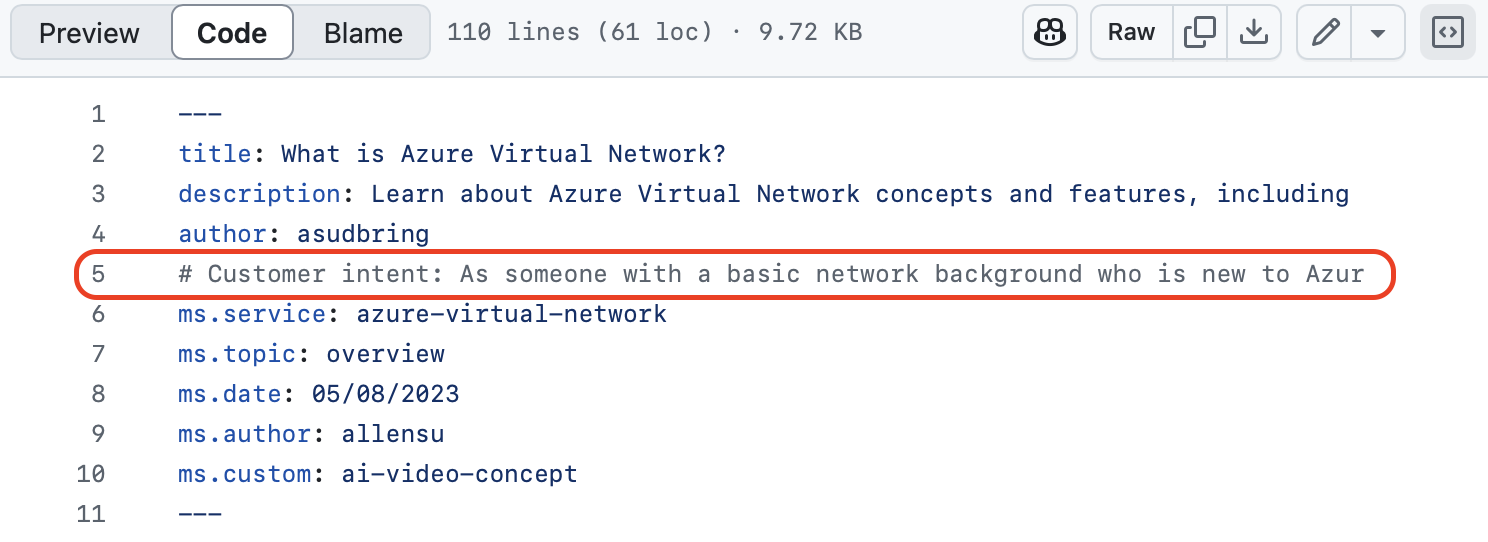 Preview Code Blame 110 lines (61 loc) · 9.72 KB Raw
1 ---
2 title: What is Azure Virtual Network?
3 description: Learn about Azure Virtual Network concepts and features, including
4 author: asudbring
5 # Customer intent: As someone with a basic network background who is new to Azur
6 ms.service: azure-virtual-network
7 ms.topic: overview
8 ms.date: 05/08/2023
9 ms.author: allensu
10 ms.custom: ai-video-concept
11 ---